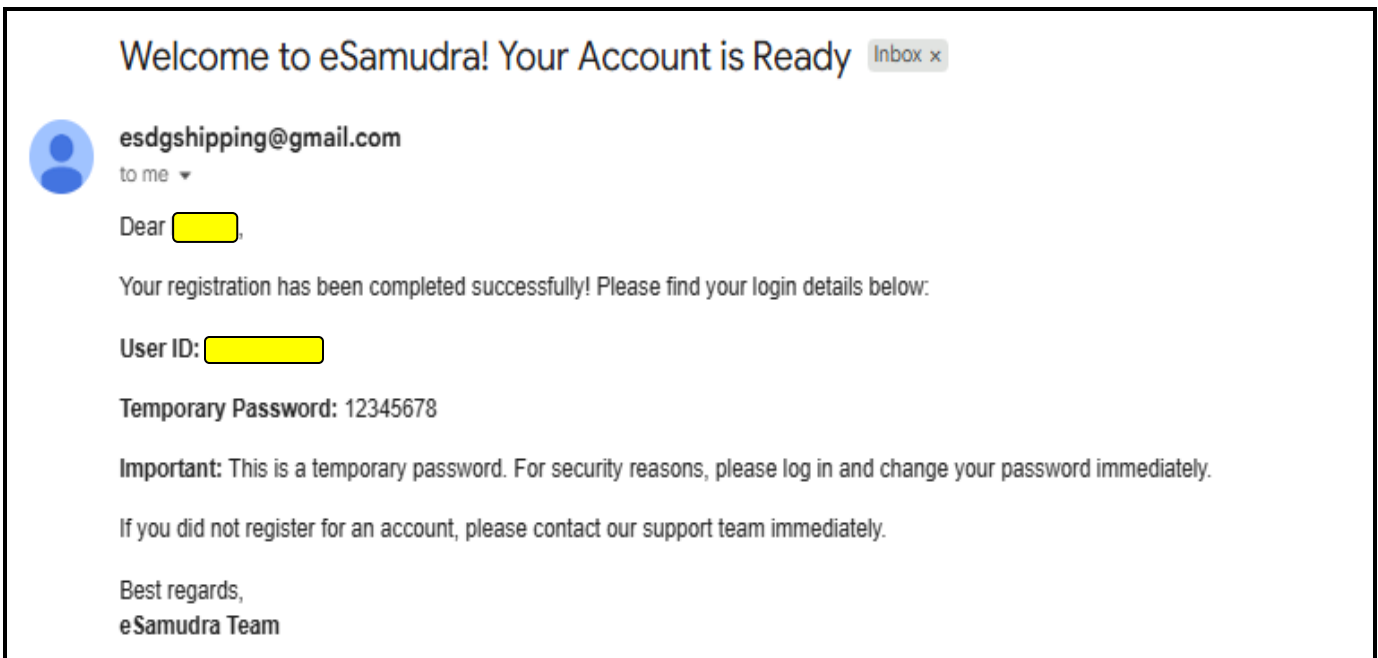 Welcome to eSamudra! Your Account is Ready Inbox x
esdgshipping@gmail.com
to me
Dear ,
Your registration has been completed successfully! Please find your login details below:
User ID:
Temporary Password: 12345678
Important: This is a temporary password. For security reasons, please log in and change your password immediately.
If you did not register for an account, please contact our support team immediately.
Best regards,
eSamudra Team